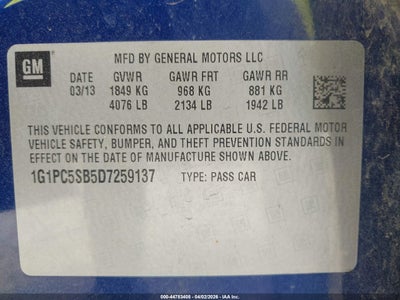 GM
MFD BY GENERAL MOTORS LLC
DATE GVWR GAWR FRT GAWR RR
03/13 1849 KG 968 KG 881 KG
4076 LB 2134 LB 1942 LB
THIS VEHICLE CONFORMS TO ALL APPLICABLE U.S. FEDERAL MOTOR
VEHICLE SAFETY, BUMPER, AND THEFT PREVENTION STANDARDS
IN EFFECT ON THE DATE OF MANUFACTURE SHOWN ABOVE.
1G1PC5SB5D7259137 TYPE: PASS CAR
000-44753408 - 04/02/2026 - IAA Inc.